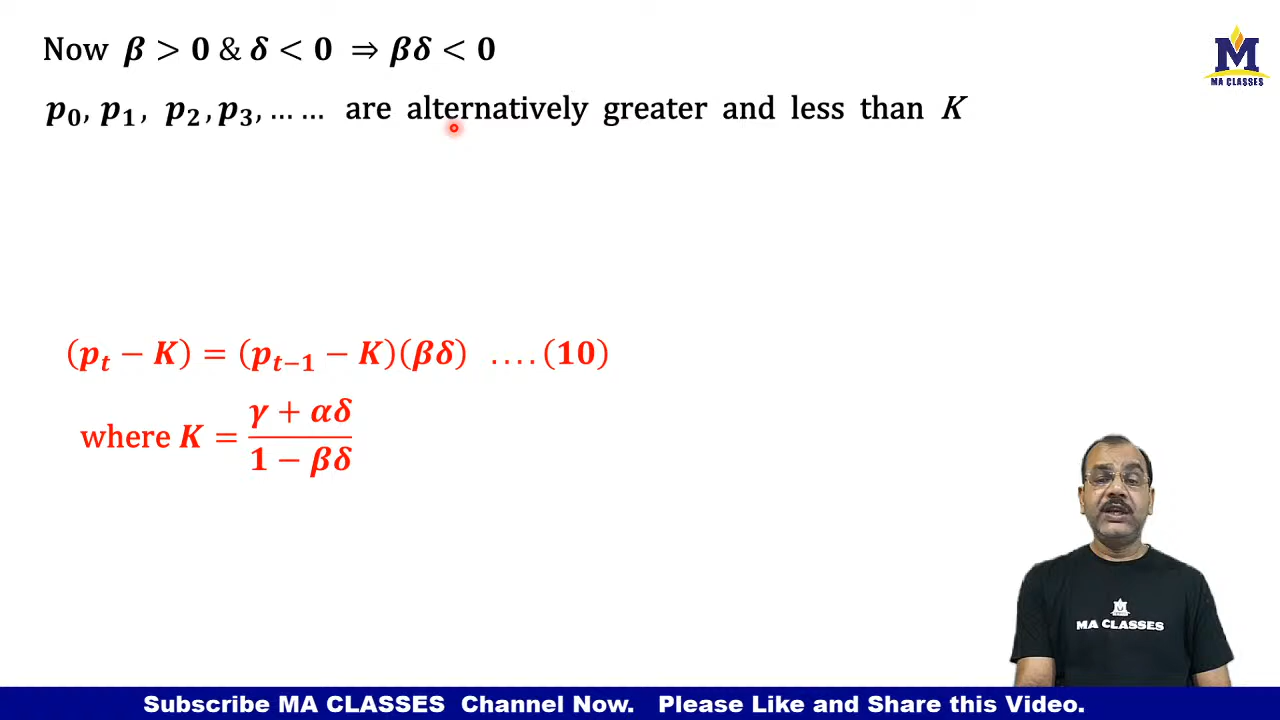 Now β > 0 & δ < 0 ⇒ βδ < 0
p₀, p₁, p₂, p₃, ... ... are alternatively greater and less than K
(pₜ − K) = (pₜ₋₁ − K)(βδ) ....(10)
where K = (γ + αδ)/(1 − βδ)
M
MA CLASSES
MA CLASSES
Subscribe MA CLASSES Channel Now. Please Like and Share this Video.